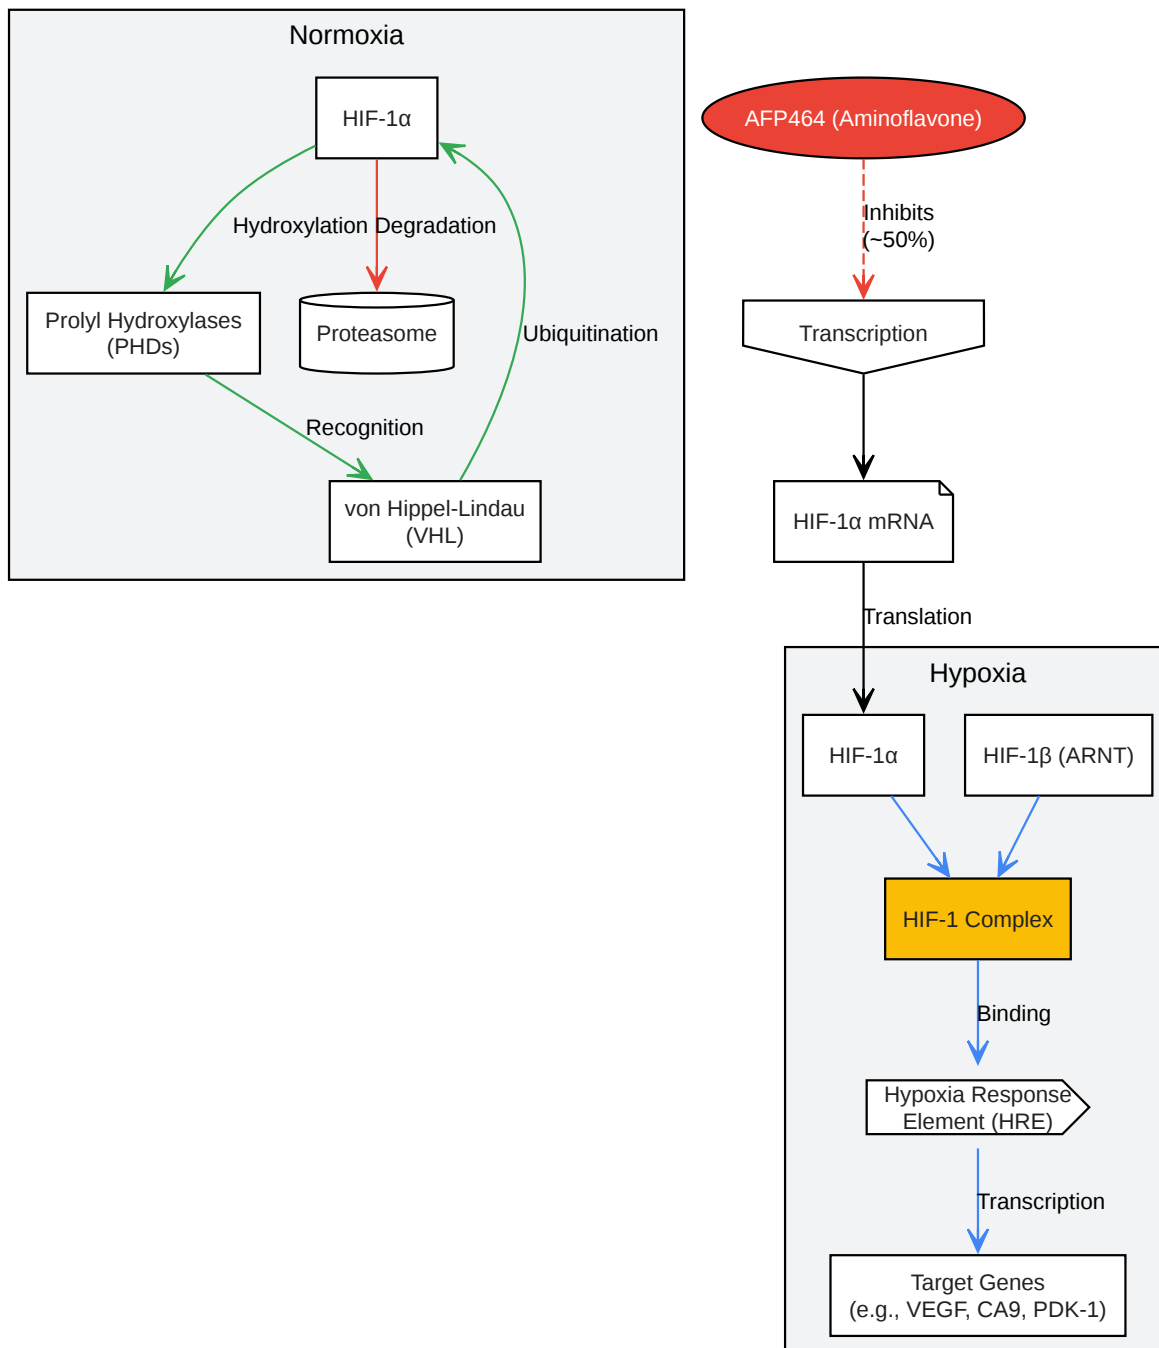 Normoxia
HIF-1α
Hydroxylation
Degradation
Prolyl Hydroxylases
(PHDs)
Proteasome
Ubiquitination
Recognition
von Hippel-Lindau
(VHL)
AFP464 (Aminoflavone)
Inhibits
(~50%)
Transcription
HIF-1α mRNA
Translation
Hypoxia
HIF-1α
HIF-1β (ARNT)
HIF-1 Complex
Binding
Hypoxia Response
Element (HRE)
Transcription
Target Genes
(e.g., VEGF, CA9, PDK-1)